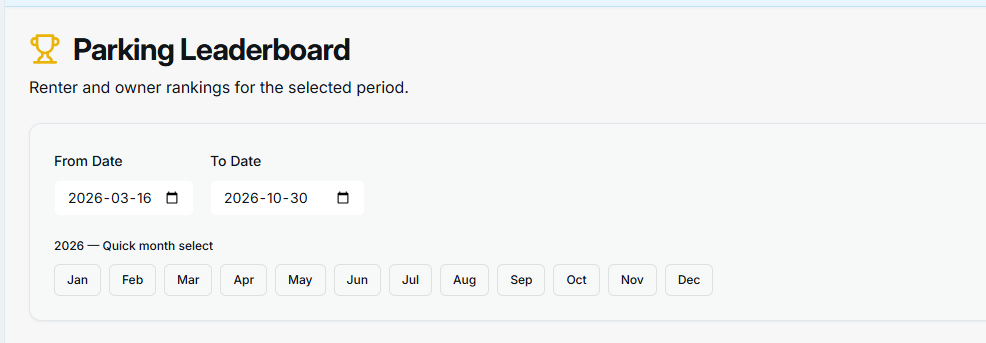 Parking Leaderboard
Renter and owner rankings for the selected period.
From Date To Date
2026-03-16 2026-10-30
2026 — Quick month select
Jan Feb Mar Apr May Jun Jul Aug Sep Oct Nov Dec